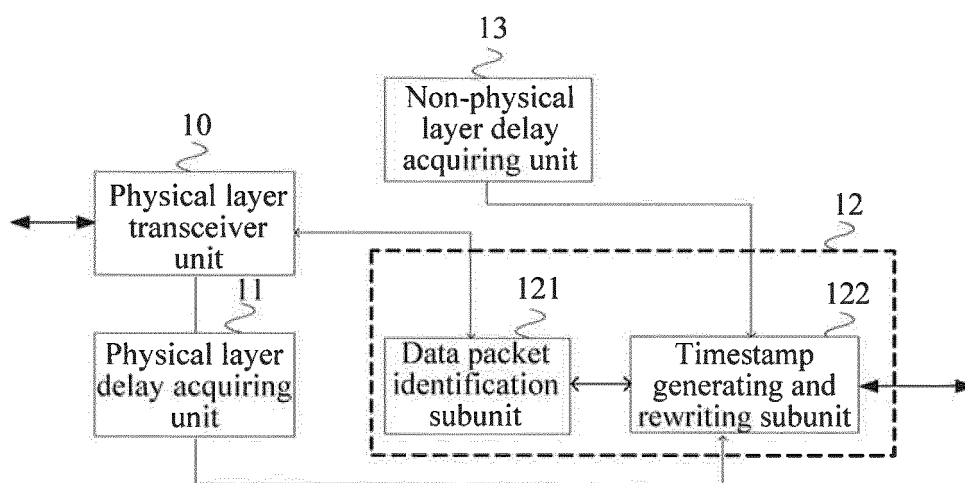 13
Non-physical
layer delay
acquiring unit
10
Physical layer
transceiver
unit
12
11
121
122
Physical layer
delay acquiring
unit
Data packet
identification
subunit
Timestamp
generating and
rewriting subunit